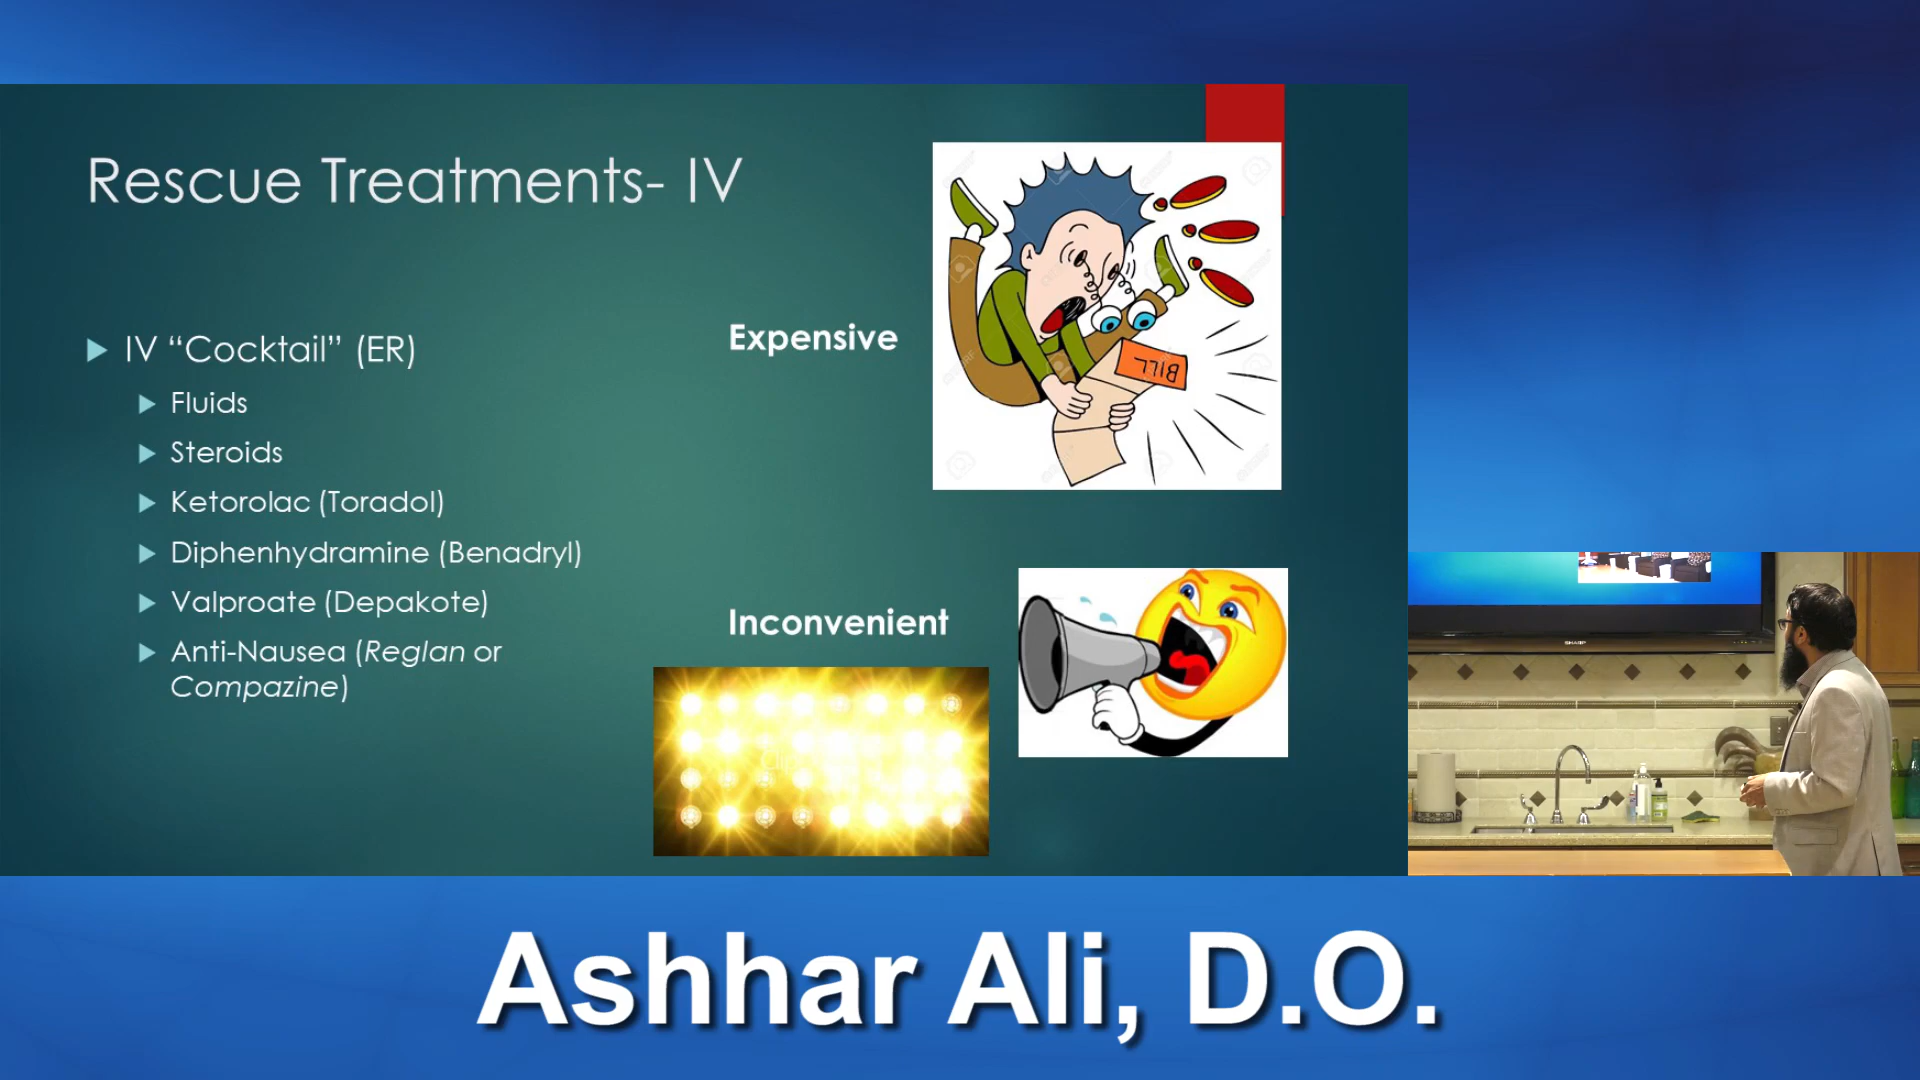 Rescue Treatments- IV
IV “Cocktail” (ER)
Fluids
Steroids
Ketorolac (Toradol)
Diphenhydramine (Benadryl)
Valproate (Depakote)
Anti-Nausea (Reglan or
Compazine)
Expensive
BILL
Inconvenient
SHARP
Ashhar Ali, D.O.